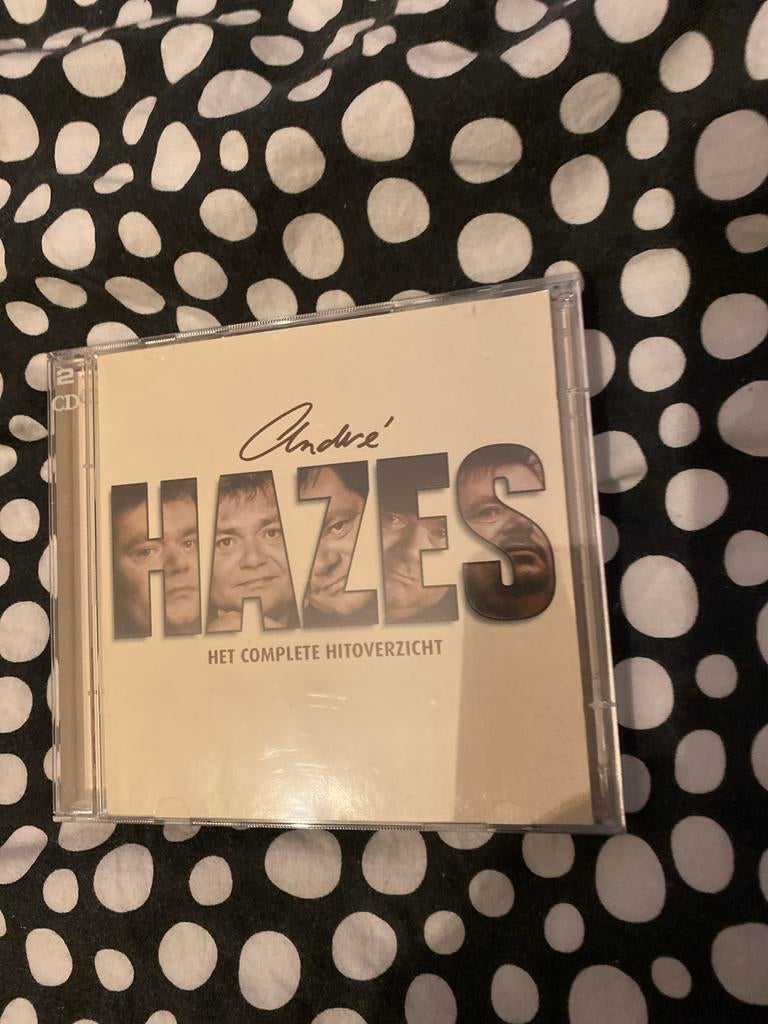 2
CD
André
HAZES
HET COMPLETE HITOVERZICHT